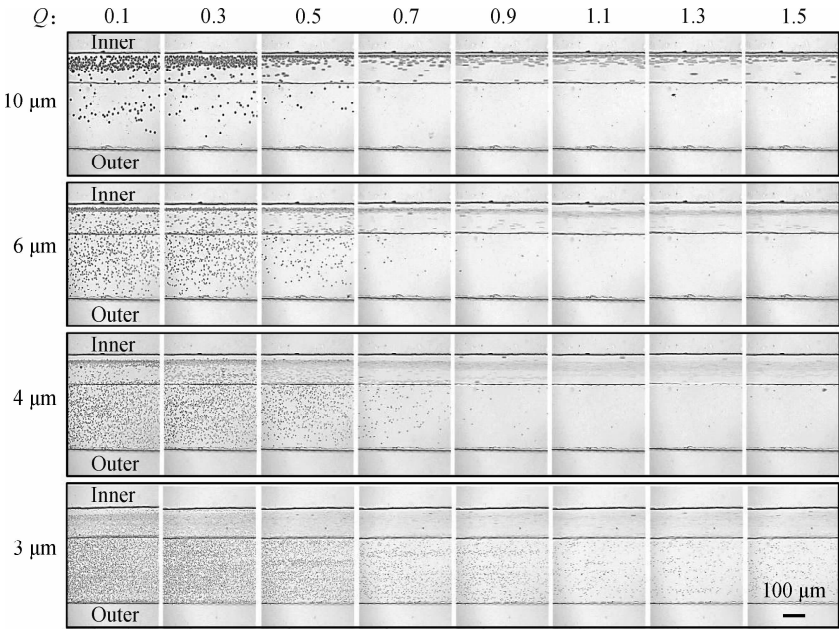 Q: 0.1 0.3 0.5 0.7 0.9 1.1 1.3 1.5
Inner
10 μm
Outer
Inner
6 μm
Outer
Inner
4 μm
Outer
Inner
3 μm
100 μm
Outer